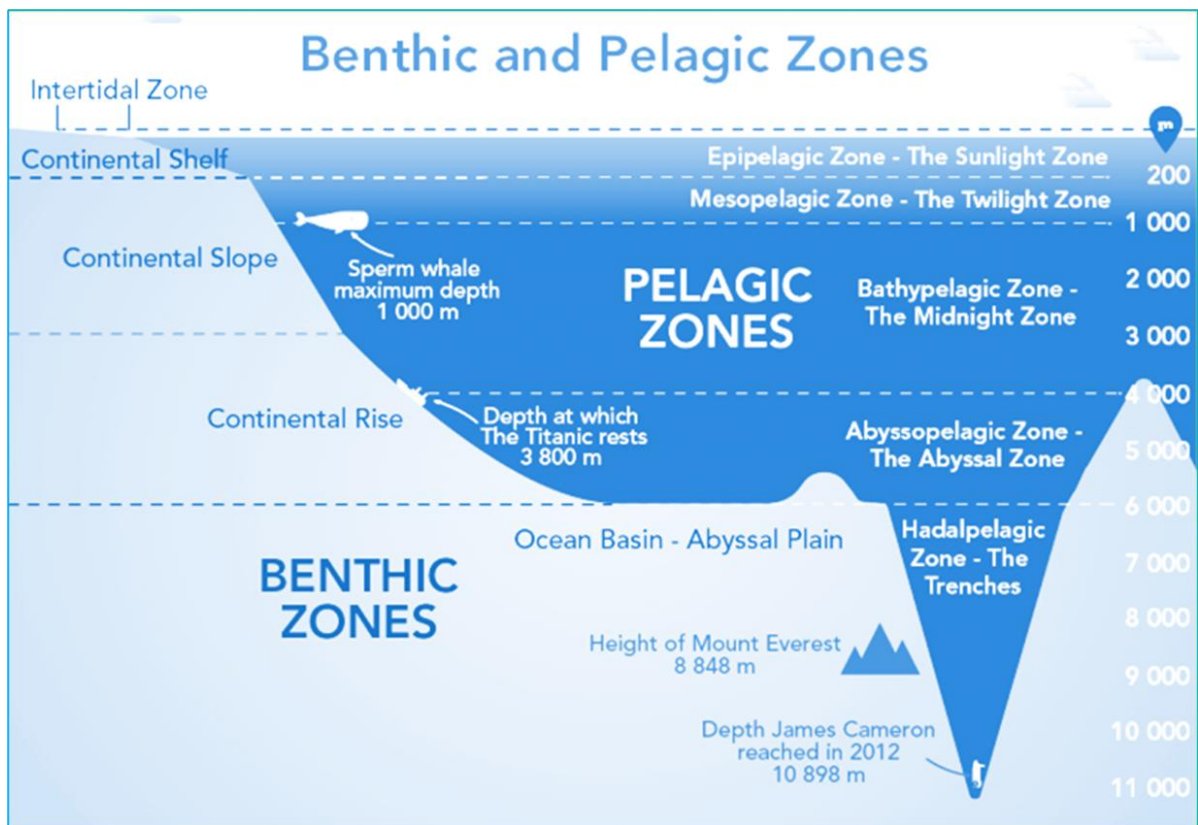 Benthic and Pelagic Zones
Intertidal Zone
m
Continental Shelf
Epipelagic Zone - The Sunlight Zone
200
Mesopelagic Zone - The Twilight Zone
1 000
Continental Slope
Sperm whale
maximum depth
1 000 m
PELAGIC
ZONES
Bathypelagic Zone -
The Midnight Zone
2 000
3 000
4 000
Continental Rise
Depth at which
The Titanic rests
3 800 m
Abyssopelagic Zone -
The Abyssal Zone
5 000
6 000
Ocean Basin - Abyssal Plain
Hadalpelagic
Zone - The
Trenches
BENTHIC
ZONES
7 000
8 000
Height of Mount Everest
8 848 m
9 000
Depth James Cameron
reached in 2012
10 898 m
10 000
11 000